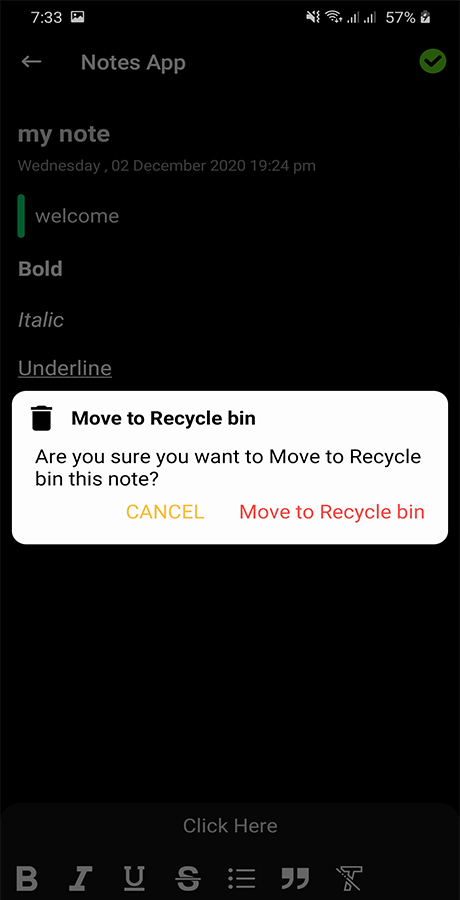 7:33 57%
Notes App
my note
Wednesday , 02 December 2020 19:24 pm
welcome
Bold
Italic
Underline
Move to Recycle bin
Are you sure you want to Move to Recycle
bin this note?
CANCEL Move to Recycle bin
Click Here
B I U S T